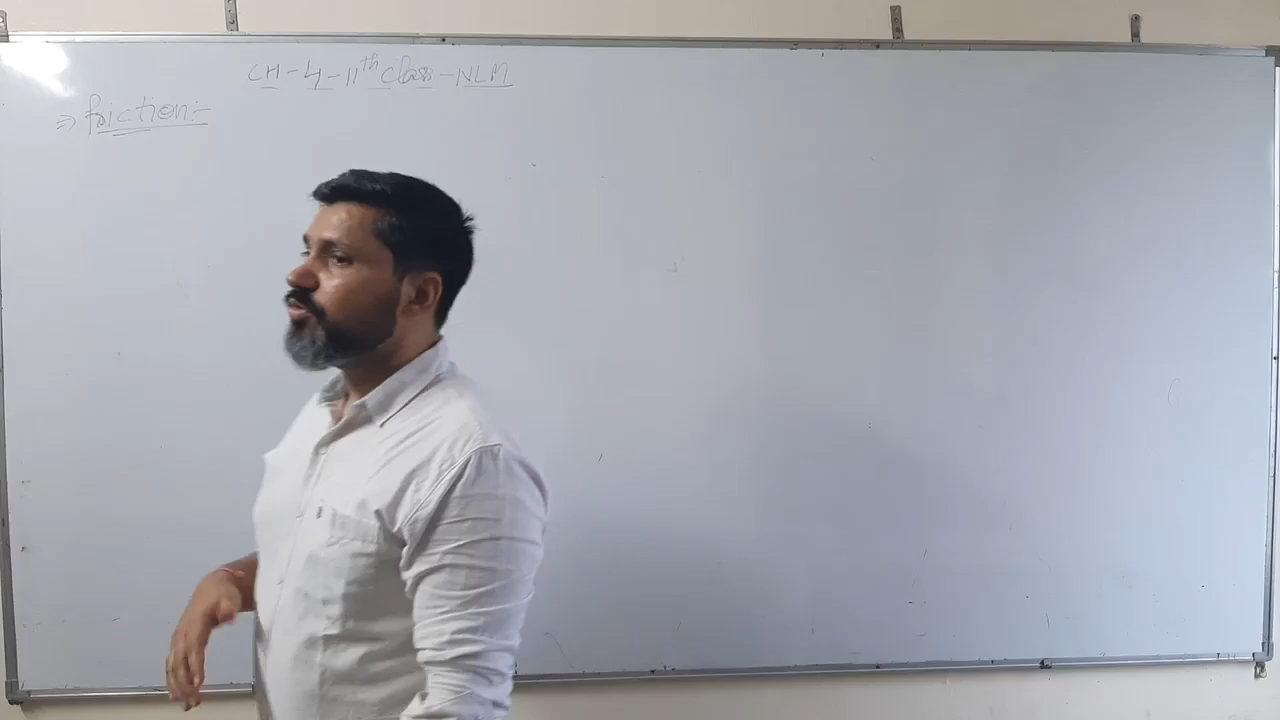 CH-4-11th Class-NLM
⇒ friction:-